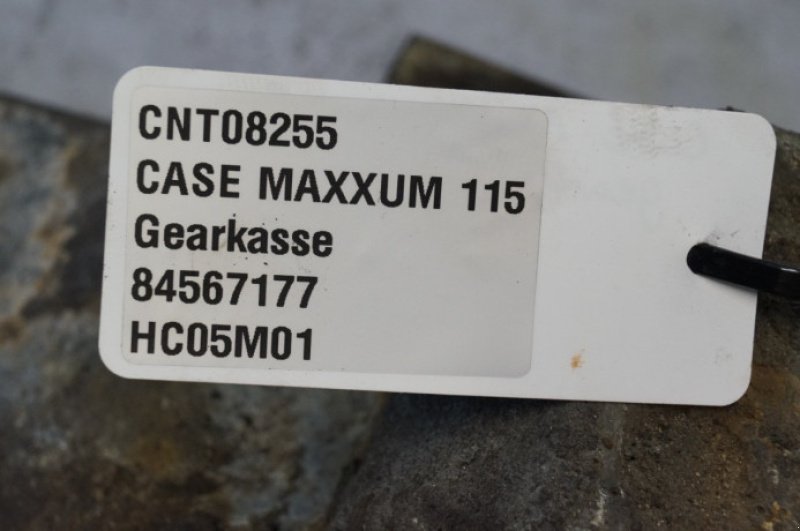 CNT08255
CASE MAXXUM 115
Gearkasse
84567177
HC05M01